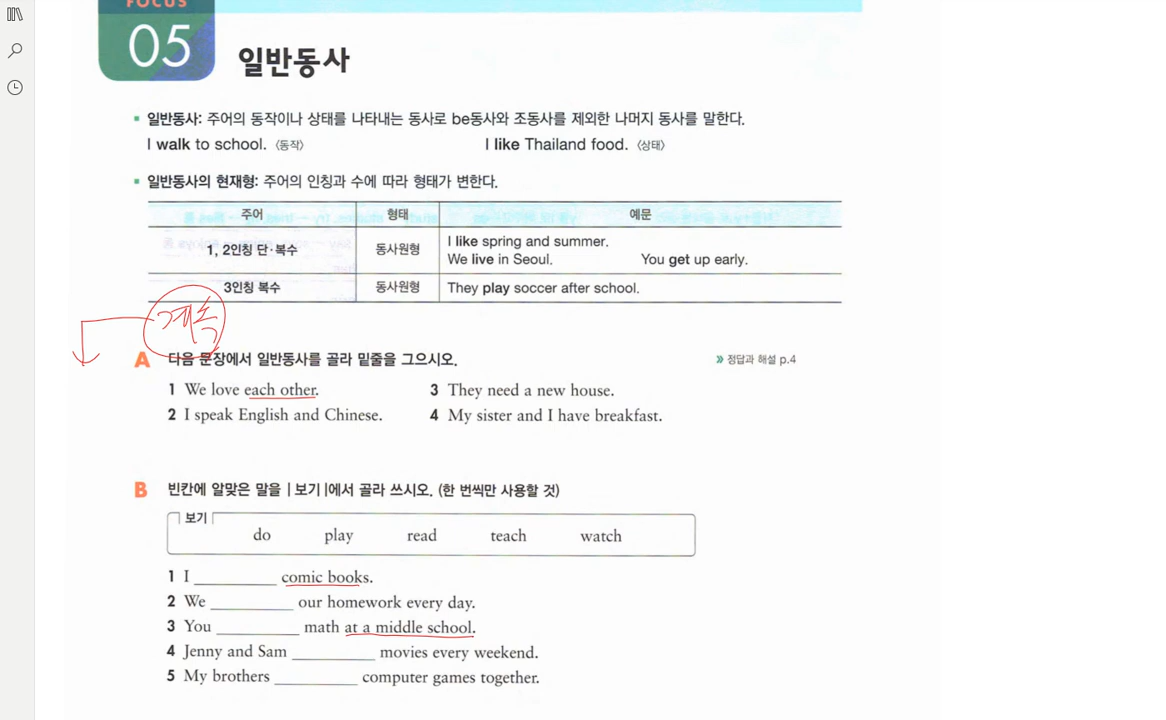 FOCUS
05
일반동사
일반동사: 주어의 동작이나 상태를 나타내는 동사로 be동사와 조동사를 제외한 나머지 동사를 말한다.
I walk to school. 〈동작〉 I like Thailand food. 〈상태〉
일반동사의 현재형: 주어의 인칭과 수에 따라 형태가 변한다.
주어 형태 예문
1, 2인칭 단·복수 동사원형 I like spring and summer.
We live in Seoul. You get up early.
3인칭 복수 동사원형 They play soccer after school.
계속
A 다음 문장에서 일반동사를 골라 밑줄을 그으시오. » 정답과 해설 p.4
1 We love each other. 3 They need a new house.
2 I speak English and Chinese. 4 My sister and I have breakfast.
B 빈칸에 알맞은 말을 | 보기 |에서 골라 쓰시오. (한 번씩만 사용할 것)
보기
do play read teach watch
1 I __________ comic books.
2 We __________ our homework every day.
3 You __________ math at a middle school.
4 Jenny and Sam __________ movies every weekend.
5 My brothers __________ computer games together.